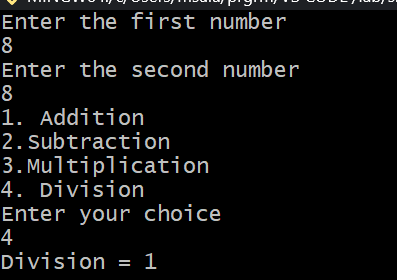 Enter the first number
8
Enter the second number
8
1. Addition
2.Subtraction
3.Multiplication
4. Division
Enter your choice
4
Division = 1